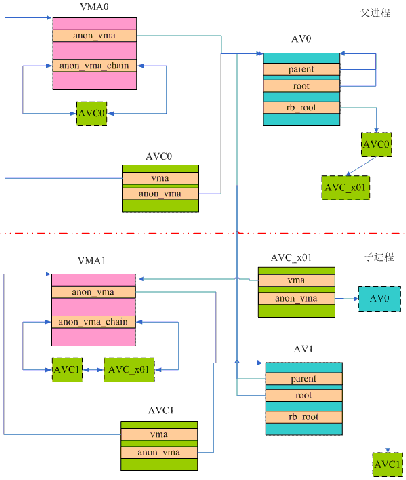 VMA0
父进程
anon_vma
AV0
anon_vma_chain
parent
root
rb_root
AVC0
AVC0
AVC0
AVC_x01
vma
anon_vma
VMA1
AVC_x01
子进程
vma
anon_vma
anon_vma
AV0
anon_vma_chain
AV1
AVC1
AVC_x01
parent
root
rb_root
AVC1
vma
anon_vma
AVC1